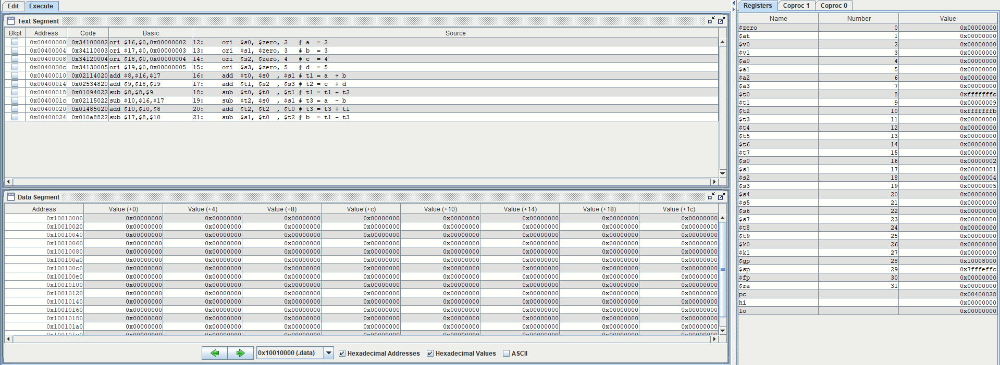 Edit Execute
Text Segment
Bkpt Address Code Basic Source
0x00400000 0x34100002 ori $16,$0,0x00000002 12: ori $s0, $zero, 2 # a = 2
0x00400004 0x34110003 ori $17,$0,0x00000003 13: ori $s1, $zero, 3 # b = 3
0x00400008 0x34120004 ori $18,$0,0x00000004 14: ori $s2, $zero, 4 # c = 4
0x0040000c 0x34130005 ori $19,$0,0x00000005 15: ori $s3, $zero, 5 # d = 5
0x00400010 0x02114020 add $8,$16,$17 16: add $t0, $s0 , $s1 # t1 = a + b
0x00400014 0x02534820 add $9,$18,$19 17: add $t1, $s2 , $s3 # t2 = c + d
0x00400018 0x01094022 sub $8,$8,$9 18: sub $t0, $t0 , $t1 # t1 = t1 - t2
0x0040001c 0x02115022 sub $10,$16,$17 19: sub $t2, $s0 , $s1 # t3 = a - b
0x00400020 0x01485020 add $10,$10,$8 20: add $t2, $t2 , $t0 # t3 = t3 + t1
0x00400024 0x010a8822 sub $17,$8,$10 21: sub $s1, $t0 , $t2 # b = t1 - t3
Data Segment
Address Value (+0) Value (+4) Value (+8) Value (+c) Value (+10) Value (+14) Value (+18) Value (+1c)
0x10010000 0x00000000 0x00000000 0x00000000 0x00000000 0x00000000 0x00000000 0x00000000 0x00000000
0x10010020 0x00000000 0x00000000 0x00000000 0x00000000 0x00000000 0x00000000 0x00000000 0x00000000
0x10010040 0x00000000 0x00000000 0x00000000 0x00000000 0x00000000 0x00000000 0x00000000 0x00000000
0x10010060 0x00000000 0x00000000 0x00000000 0x00000000 0x00000000 0x00000000 0x00000000 0x00000000
0x10010080 0x00000000 0x00000000 0x00000000 0x00000000 0x00000000 0x00000000 0x00000000 0x00000000
0x100100a0 0x00000000 0x00000000 0x00000000 0x00000000 0x00000000 0x00000000 0x00000000 0x00000000
0x100100c0 0x00000000 0x00000000 0x00000000 0x00000000 0x00000000 0x00000000 0x00000000 0x00000000
0x100100e0 0x00000000 0x00000000 0x00000000 0x00000000 0x00000000 0x00000000 0x00000000 0x00000000
0x10010100 0x00000000 0x00000000 0x00000000 0x00000000 0x00000000 0x00000000 0x00000000 0x00000000
0x10010120 0x00000000 0x00000000 0x00000000 0x00000000 0x00000000 0x00000000 0x00000000 0x00000000
0x10010140 0x00000000 0x00000000 0x00000000 0x00000000 0x00000000 0x00000000 0x00000000 0x00000000
0x10010160 0x00000000 0x00000000 0x00000000 0x00000000 0x00000000 0x00000000 0x00000000 0x00000000
0x10010180 0x00000000 0x00000000 0x00000000 0x00000000 0x00000000 0x00000000 0x00000000 0x00000000
0x100101a0 0x00000000 0x00000000 0x00000000 0x00000000 0x00000000 0x00000000 0x00000000 0x00000000
0x10010000 (.data) Hexadecimal Addresses Hexadecimal Values ASCII
Registers Coproc 1 Coproc 0
Name Number Value
$zero 0 0x00000000
$at 1 0x00000000
$v0 2 0x00000000
$v1 3 0x00000000
$a0 4 0x00000000
$a1 5 0x00000000
$a2 6 0x00000000
$a3 7 0x00000000
$t0 8 0xfffffffc
$t1 9 0x00000009
$t2 10 0xfffffffb
$t3 11 0x00000000
$t4 12 0x00000000
$t5 13 0x00000000
$t6 14 0x00000000
$t7 15 0x00000000
$s0 16 0x00000002
$s1 17 0x00000001
$s2 18 0x00000004
$s3 19 0x00000005
$s4 20 0x00000000
$s5 21 0x00000000
$s6 22 0x00000000
$s7 23 0x00000000
$t8 24 0x00000000
$t9 25 0x00000000
$k0 26 0x00000000
$k1 27 0x00000000
$gp 28 0x10008000
$sp 29 0x7fffeffc
$fp 30 0x00000000
$ra 31 0x00000000
pc 0x00400028
hi 0x00000000
lo 0x00000000